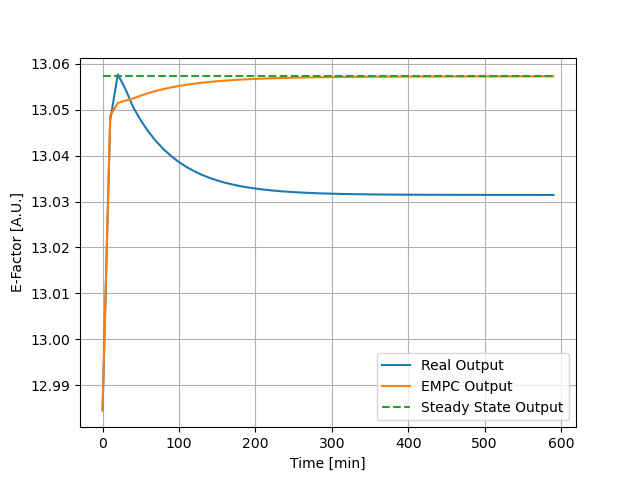 13.06
13.05
13.04
13.03
13.02
13.01
13.00
12.99
E-Factor [A.U.]
Real Output
EMPC Output
Steady State Output
0 100 200 300 400 500 600
Time [min]